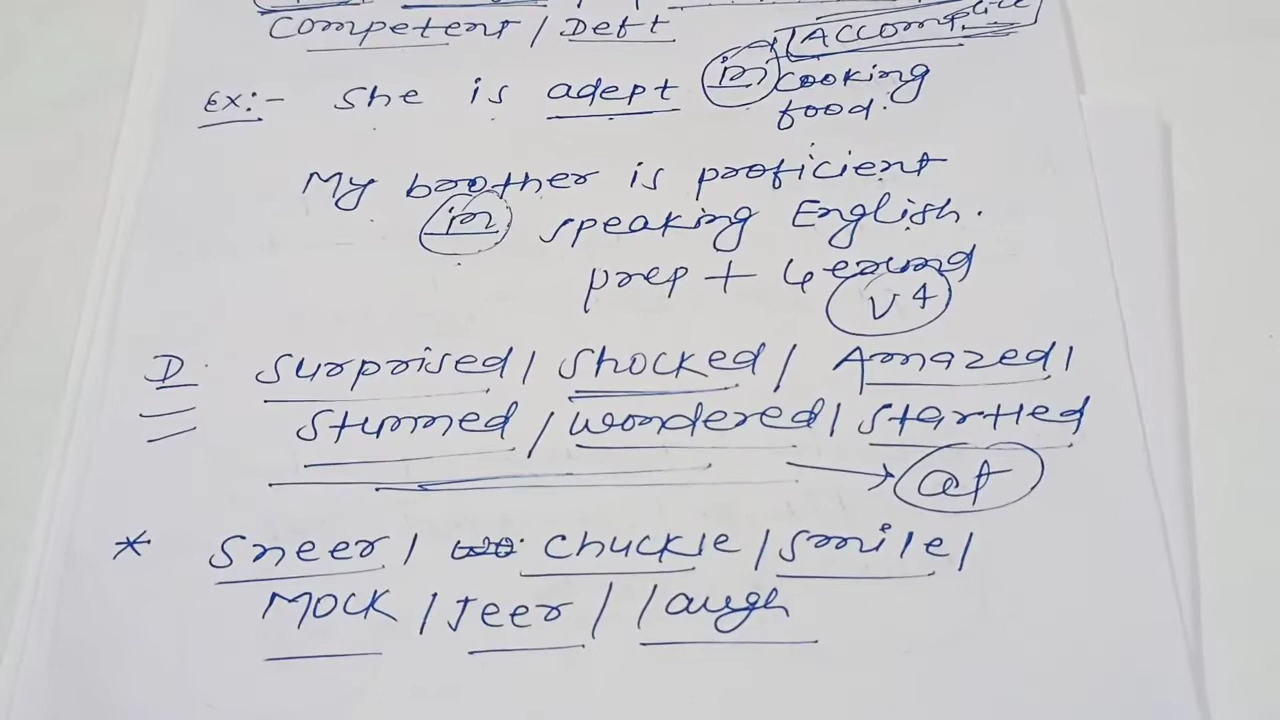 Competent / Deft
Ex:- She is adept in cooking
food.
My brother is proficient
in speaking English.
prep + Gerund
V4
D. Surprised / Shocked / Amazed /
Stunned / wondered / startled
→ at
* Sneer / chuckle / smile /
Mock / Jeer / laugh